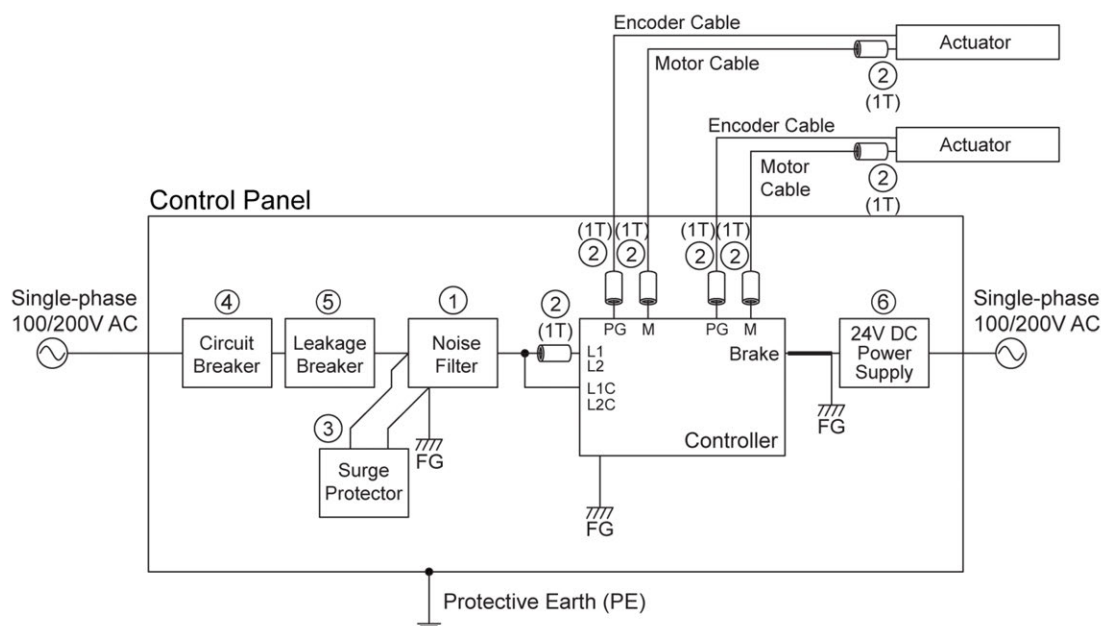 Encoder Cable
Actuator
Motor Cable
②
(1T)
Encoder Cable
Actuator
Motor
Cable
②
(1T)
Control Panel
(1T)
(1T)
(1T)
(1T)
②
②
②
②
Single-phase
100/200V AC
④
Circuit
Breaker
⑤
Leakage
Breaker
①
Noise
Filter
②
(1T)
PG
M
PG
M
L1
L2
L1C
L2C
Brake
Controller
⑥
24V DC
Power
Supply
Single-phase
100/200V AC
FG
③
Surge
Protector
FG
FG
Protective Earth (PE)